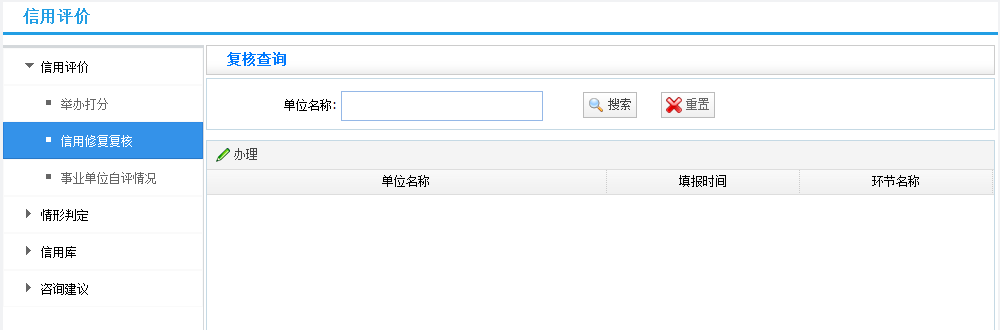 信用评价
信用评价
举办打分
信用修复复核
事业单位自评情况
情形判定
信用库
咨询建议
复核查询
单位名称: 搜索 重置
办理
单位名称 填报时间 环节名称